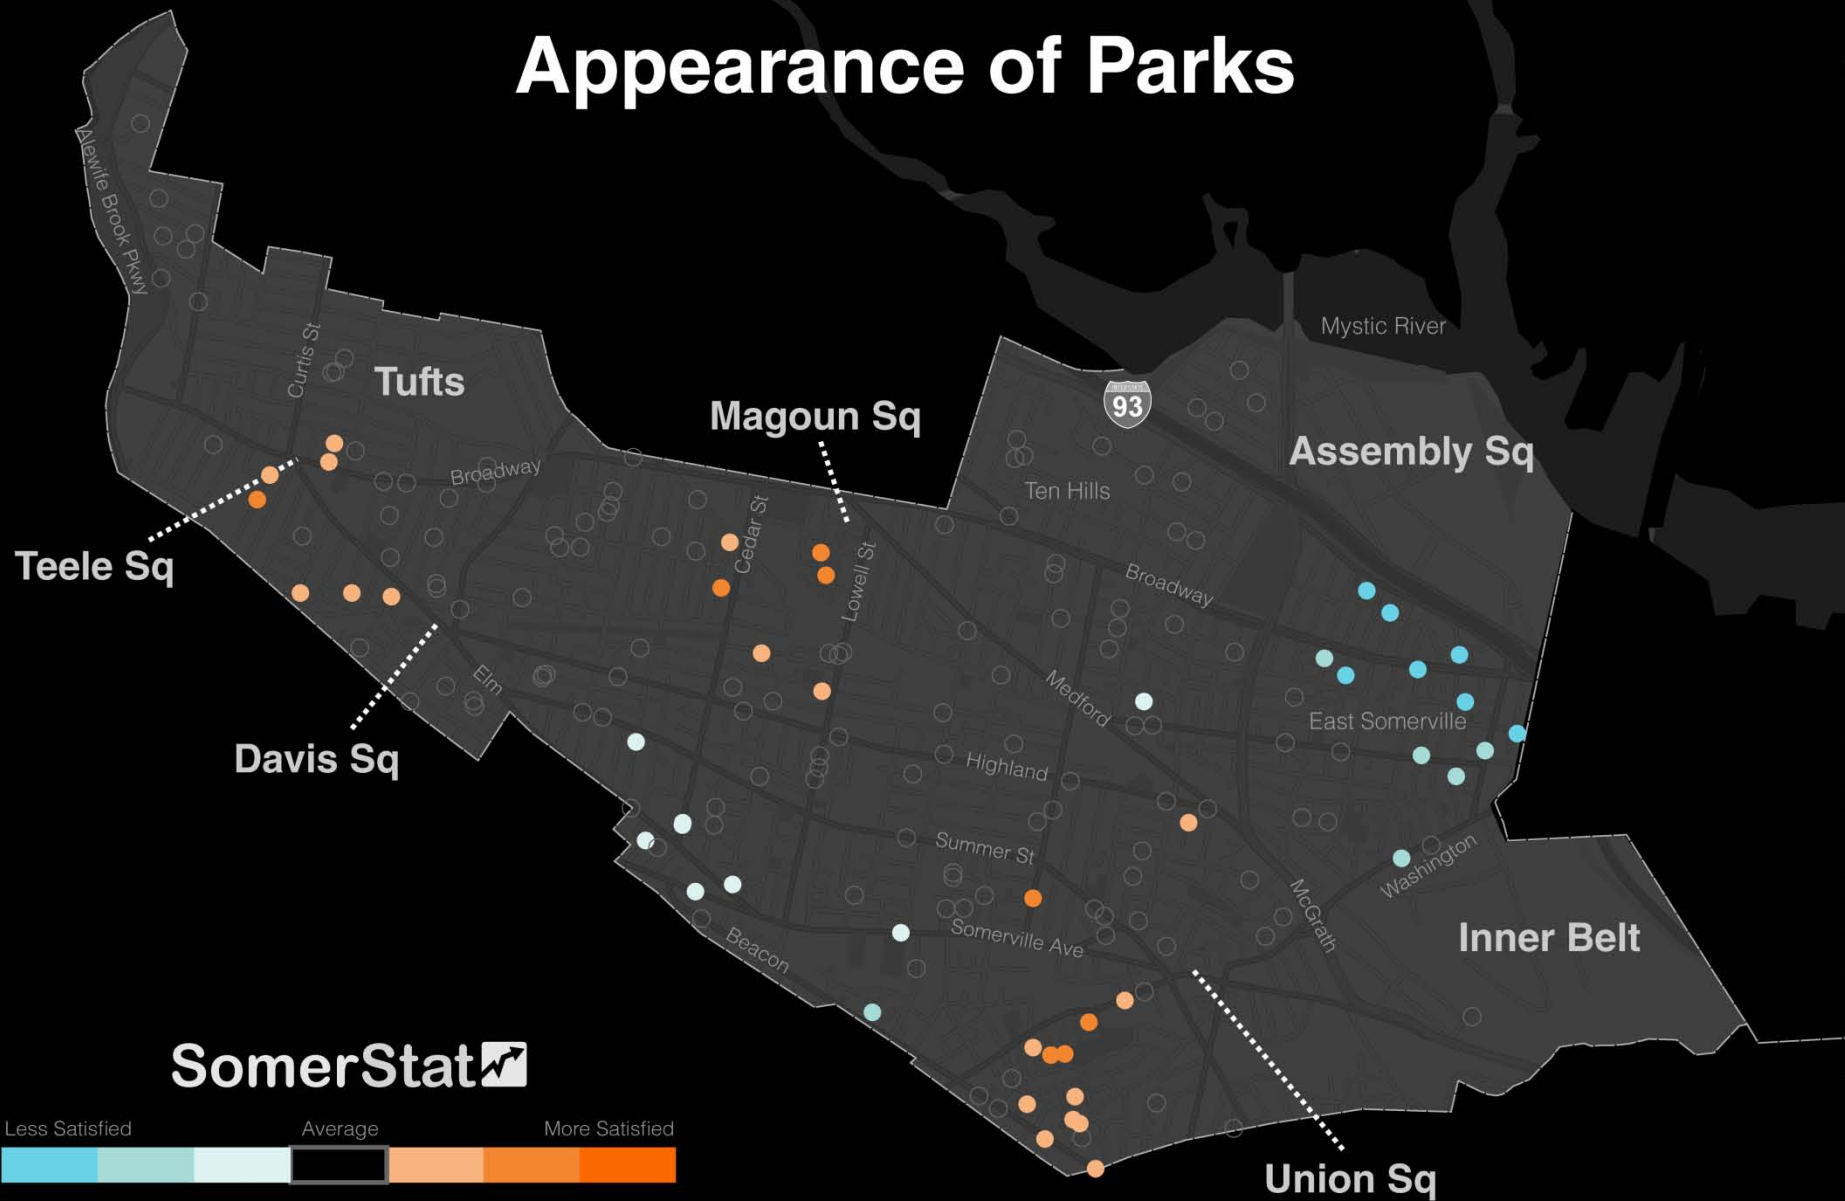 Appearance of Parks
Alewife Brook Pkwy
Mystic River
Curtis St
Tufts
INTERSTATE
93
Magoun Sq
Assembly Sq
Broadway
Ten Hills
Cedar St
Lowell St
Teele Sq
Broadway
Elm
Medford
East Somerville
Davis Sq
Highland
Summer St
Washington
McGrath
Beacon
Somerville Ave
Inner Belt
SomerStat
Less Satisfied
Average
More Satisfied
Union Sq